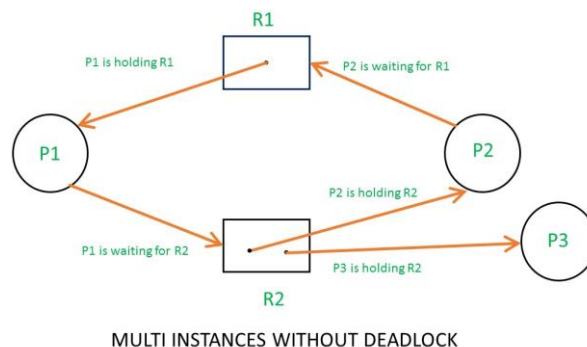 R1
P1 is holding R1
P2 is waiting for R1
P1
P2
P2 is holding R2
P3
P1 is waiting for R2
P3 is holding R2
R2
MULTI INSTANCES WITHOUT DEADLOCK